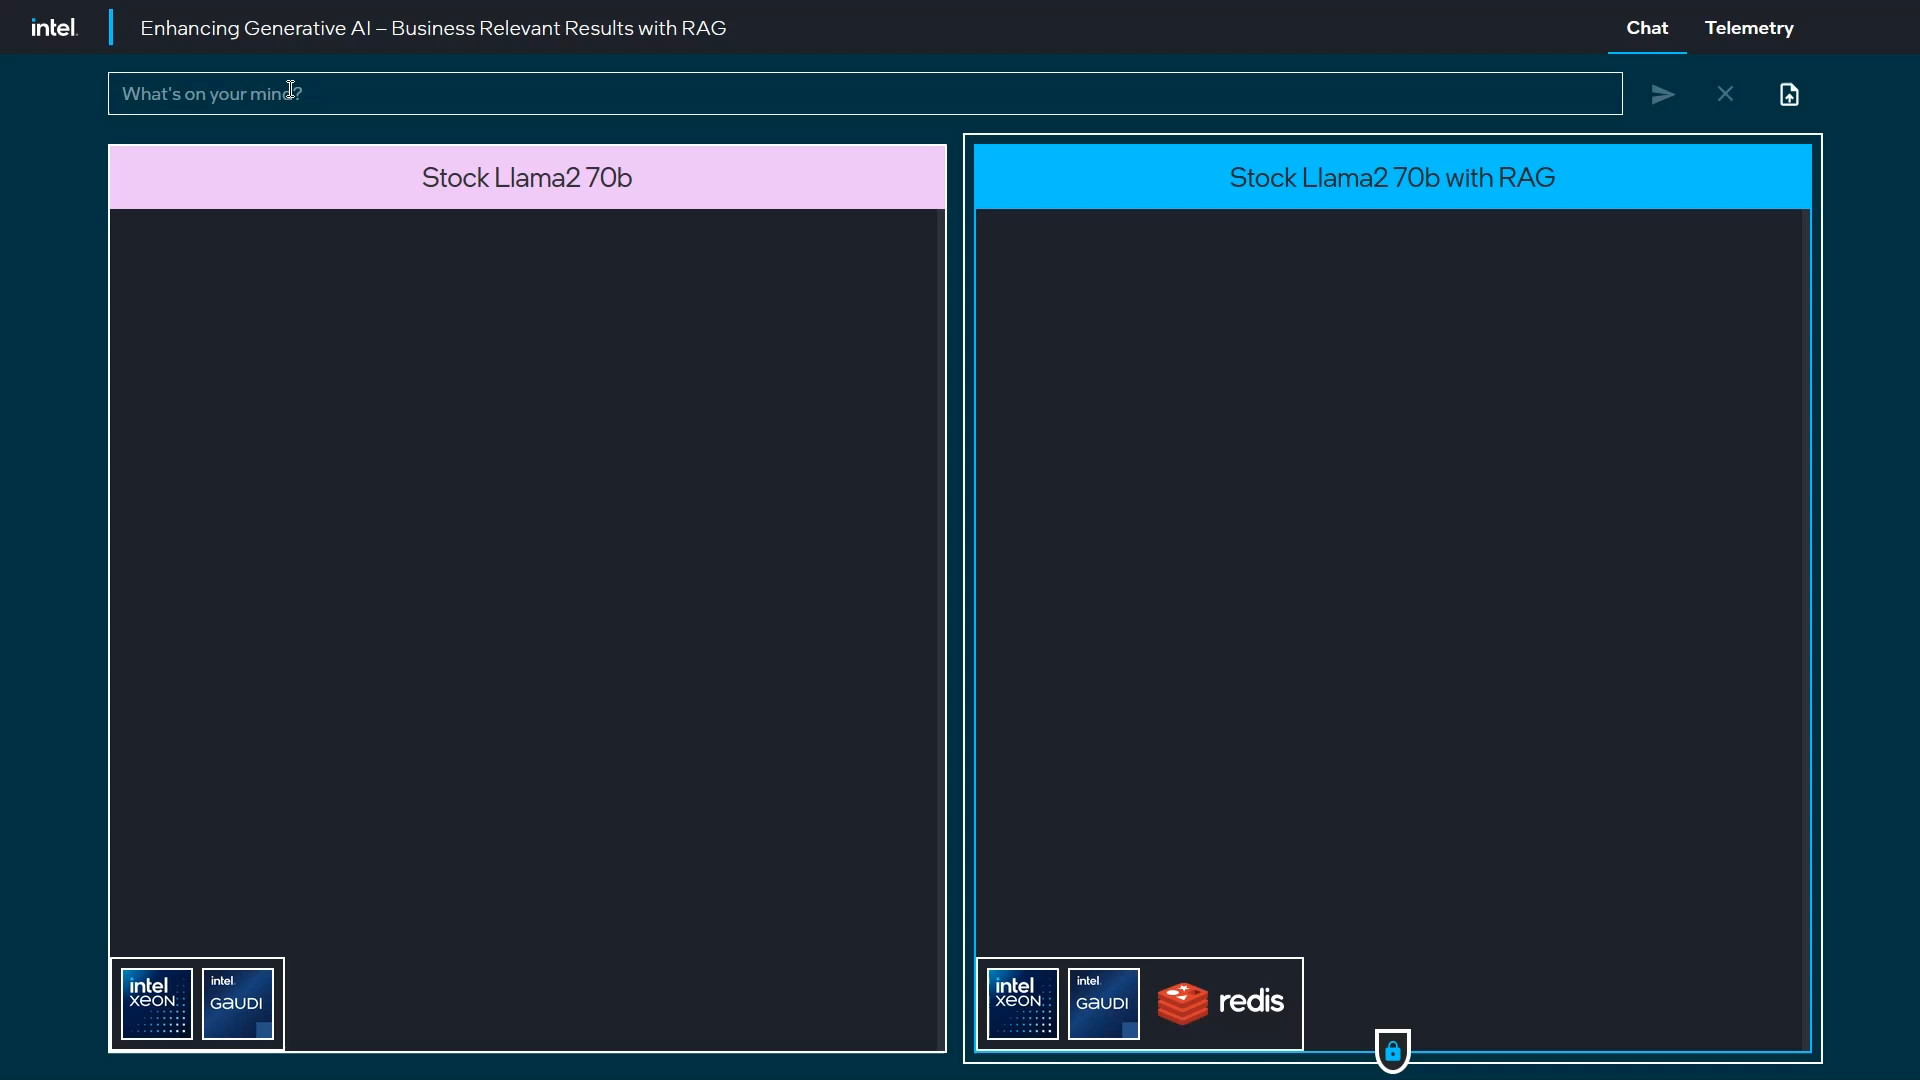 intel.
Enhancing Generative AI – Business Relevant Results with RAG
Chat
Telemetry
What's on your mind?
Stock Llama2 70b
Stock Llama2 70b with RAG
intel
XEON
intel.
GAUDI
intel
XEON
intel.
GAUDI
redis